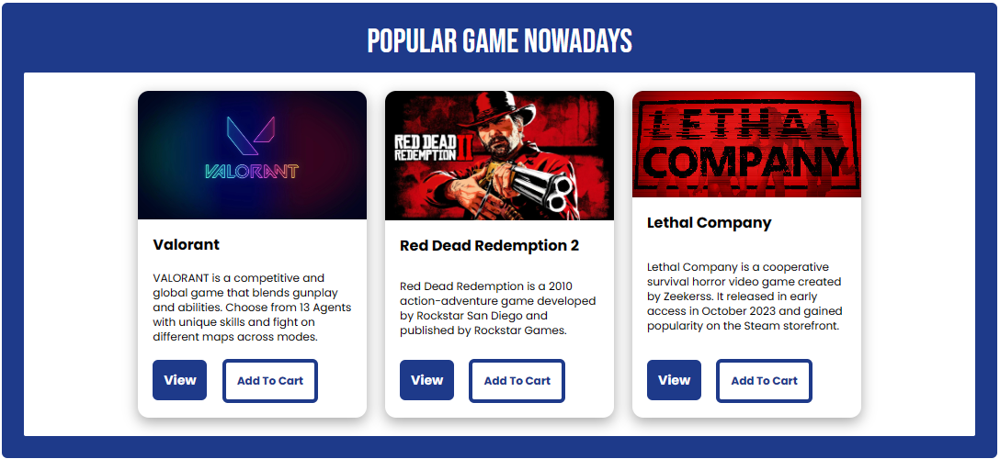 POPULAR GAME NOWADAYS
VALORANT
Valorant
VALORANT is a competitive and
global game that blends gunplay
and abilities. Choose from 13 Agents
with unique skills and fight on
different maps across modes.
View
Add To Cart
RED DEAD
REDEMPTION II
Red Dead Redemption 2
Red Dead Redemption is a 2010
action-adventure game developed
by Rockstar San Diego and
published by Rockstar Games.
View
Add To Cart
LETHAL
COMPANY
Lethal Company
Lethal Company is a cooperative
survival horror video game created
by Zeekerss. It released in early
access in October 2023 and gained
popularity on the Steam storefront.
View
Add To Cart